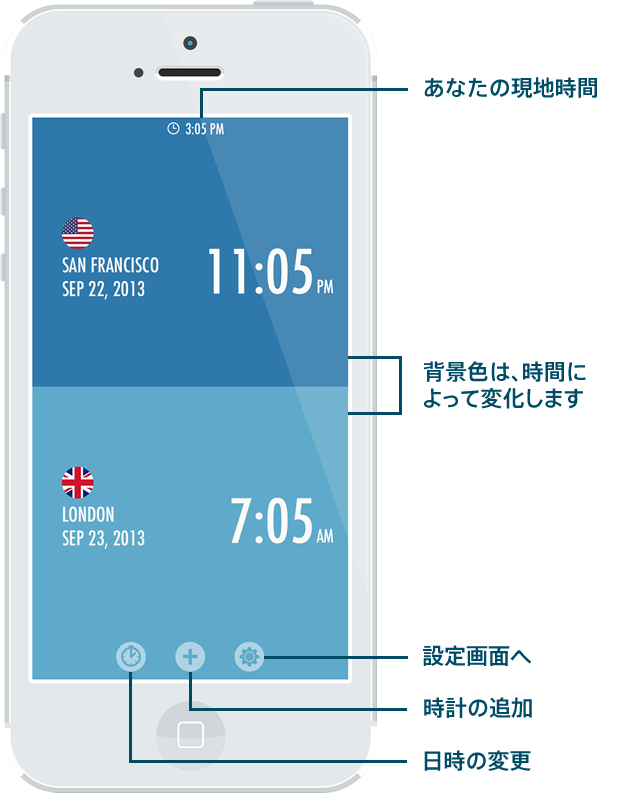 あなたの現地時間
3:05 PM
SAN FRANCISCO
SEP 22, 2013
11:05 PM
背景色は、時間に
よって変化します
LONDON
SEP 23, 2013
7:05 AM
設定画面へ
時計の追加
日時の変更